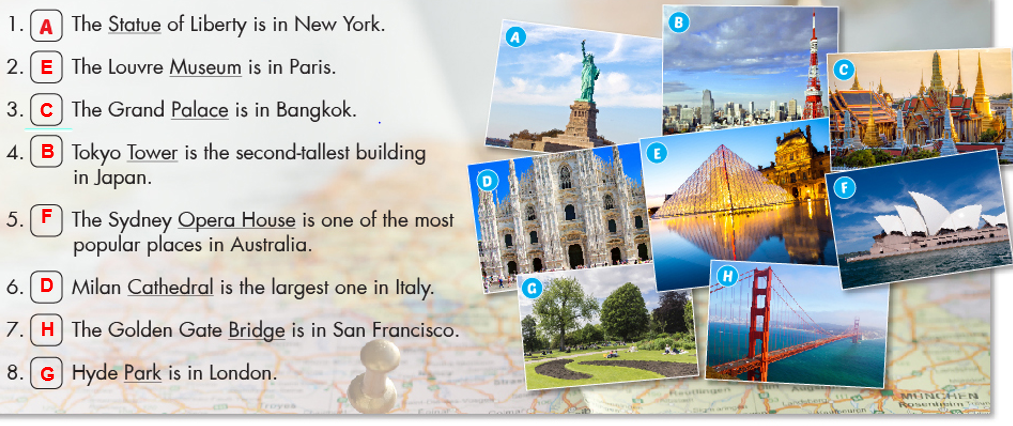 1. A The Statue of Liberty is in New York.
2. E The Louvre Museum is in Paris.
3. C The Grand Palace is in Bangkok.
4. B Tokyo Tower is the second-tallest building
in Japan.
5. F The Sydney Opera House is one of the most
popular places in Australia.
6. D Milan Cathedral is the largest one in Italy.
7. H The Golden Gate Bridge is in San Francisco.
8. G Hyde Park is in London.
A
B
C
D
E
F
G
H
MÜNCHEN
Rosenheim